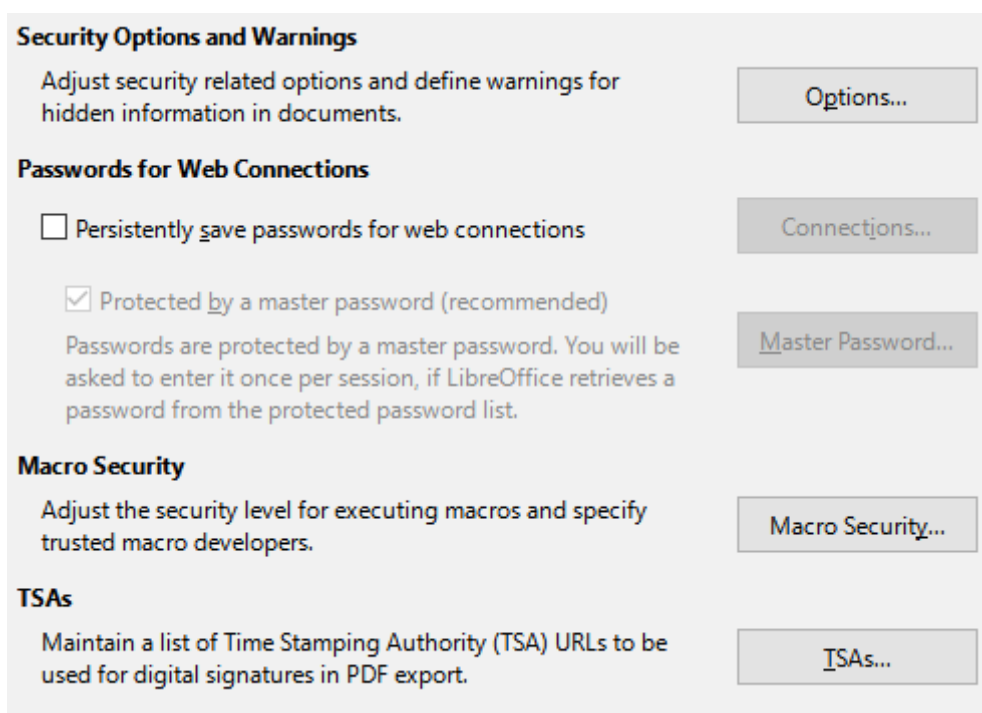 Security Options and Warnings
Adjust security related options and define warnings for
hidden information in documents.
Options...
Passwords for Web Connections
Persistently save passwords for web connections
Connections...
Protected by a master password (recommended)
Passwords are protected by a master password. You will be
asked to enter it once per session, if LibreOffice retrieves a
password from the protected password list.
Master Password...
Macro Security
Adjust the security level for executing macros and specify
trusted macro developers.
Macro Security...
TSAs
Maintain a list of Time Stamping Authority (TSA) URLs to be
used for digital signatures in PDF export.
TSAs...